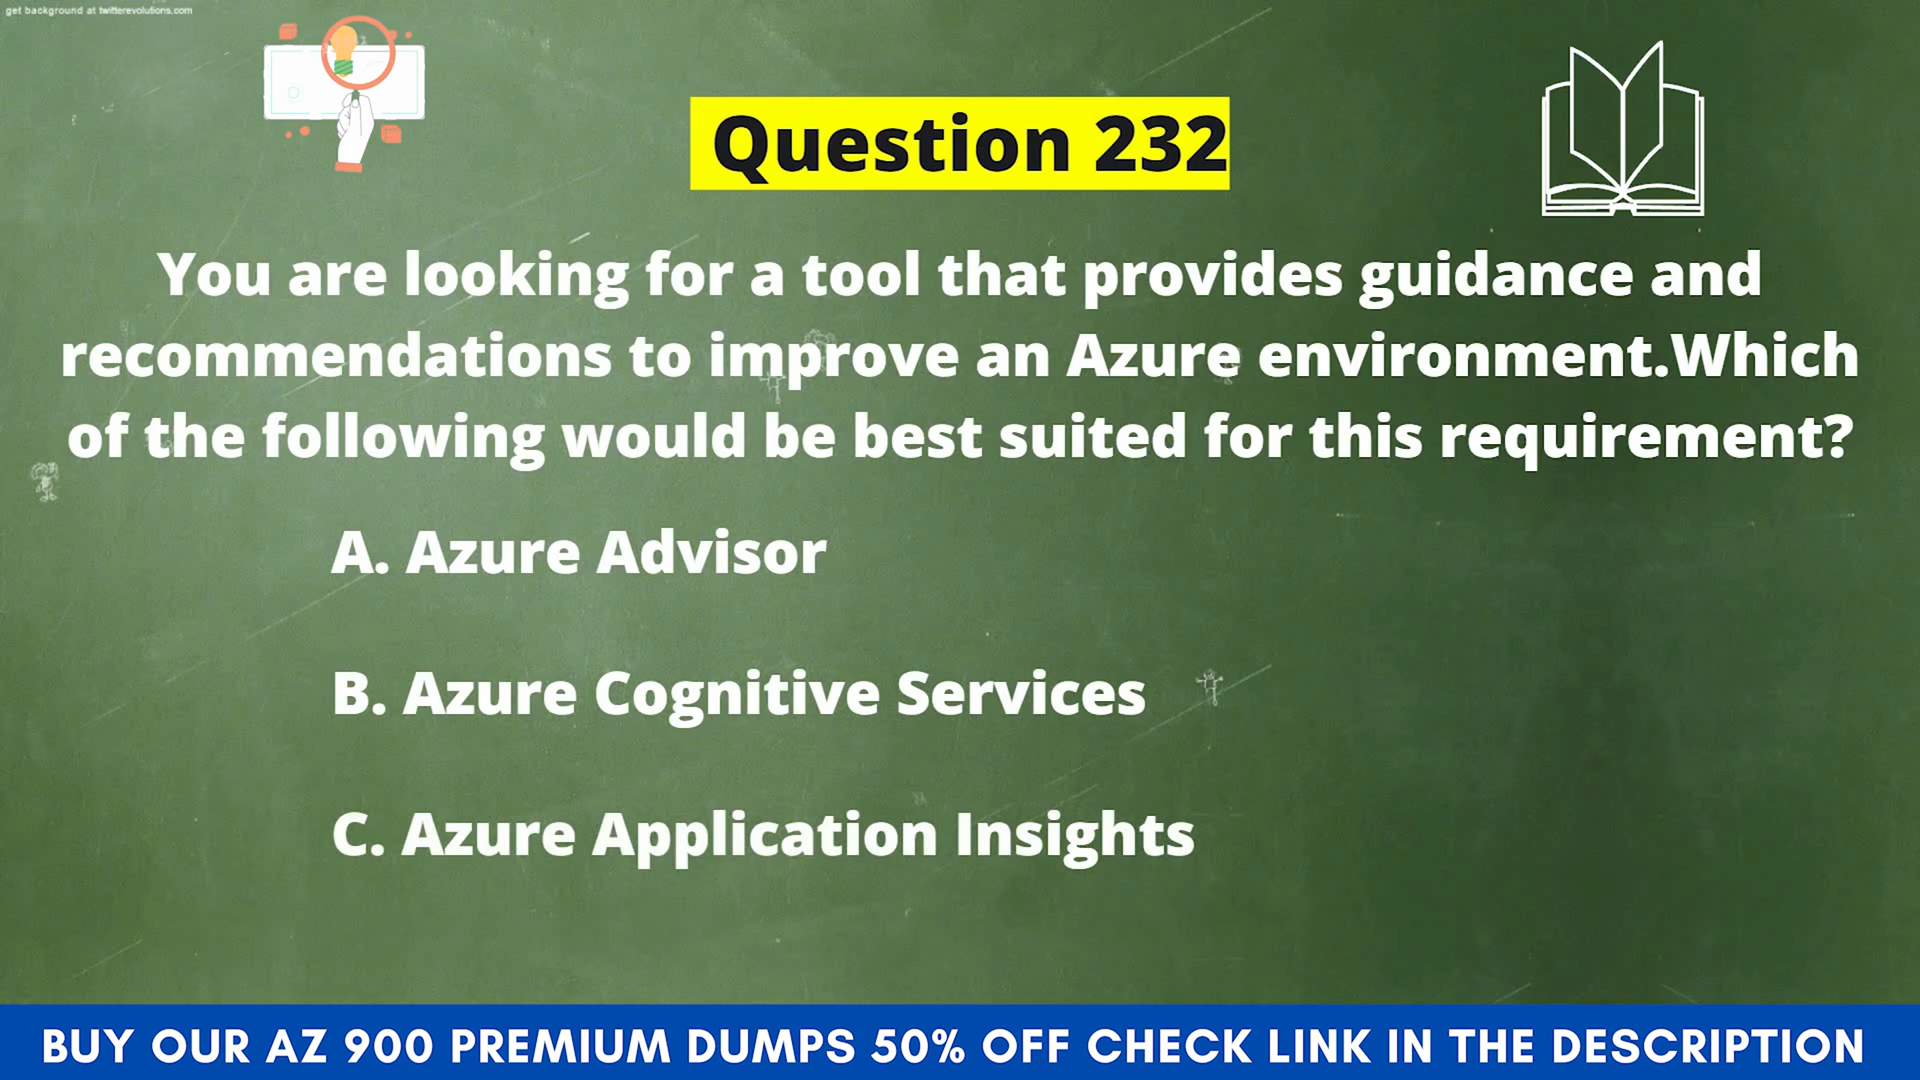 get background at twitterevolutions.com
Question 232
You are looking for a tool that provides guidance and
recommendations to improve an Azure environment.Which
of the following would be best suited for this requirement?
A. Azure Advisor
B. Azure Cognitive Services
C. Azure Application Insights
BUY OUR AZ 900 PREMIUM DUMPS 50% OFF CHECK LINK IN THE DESCRIPTION